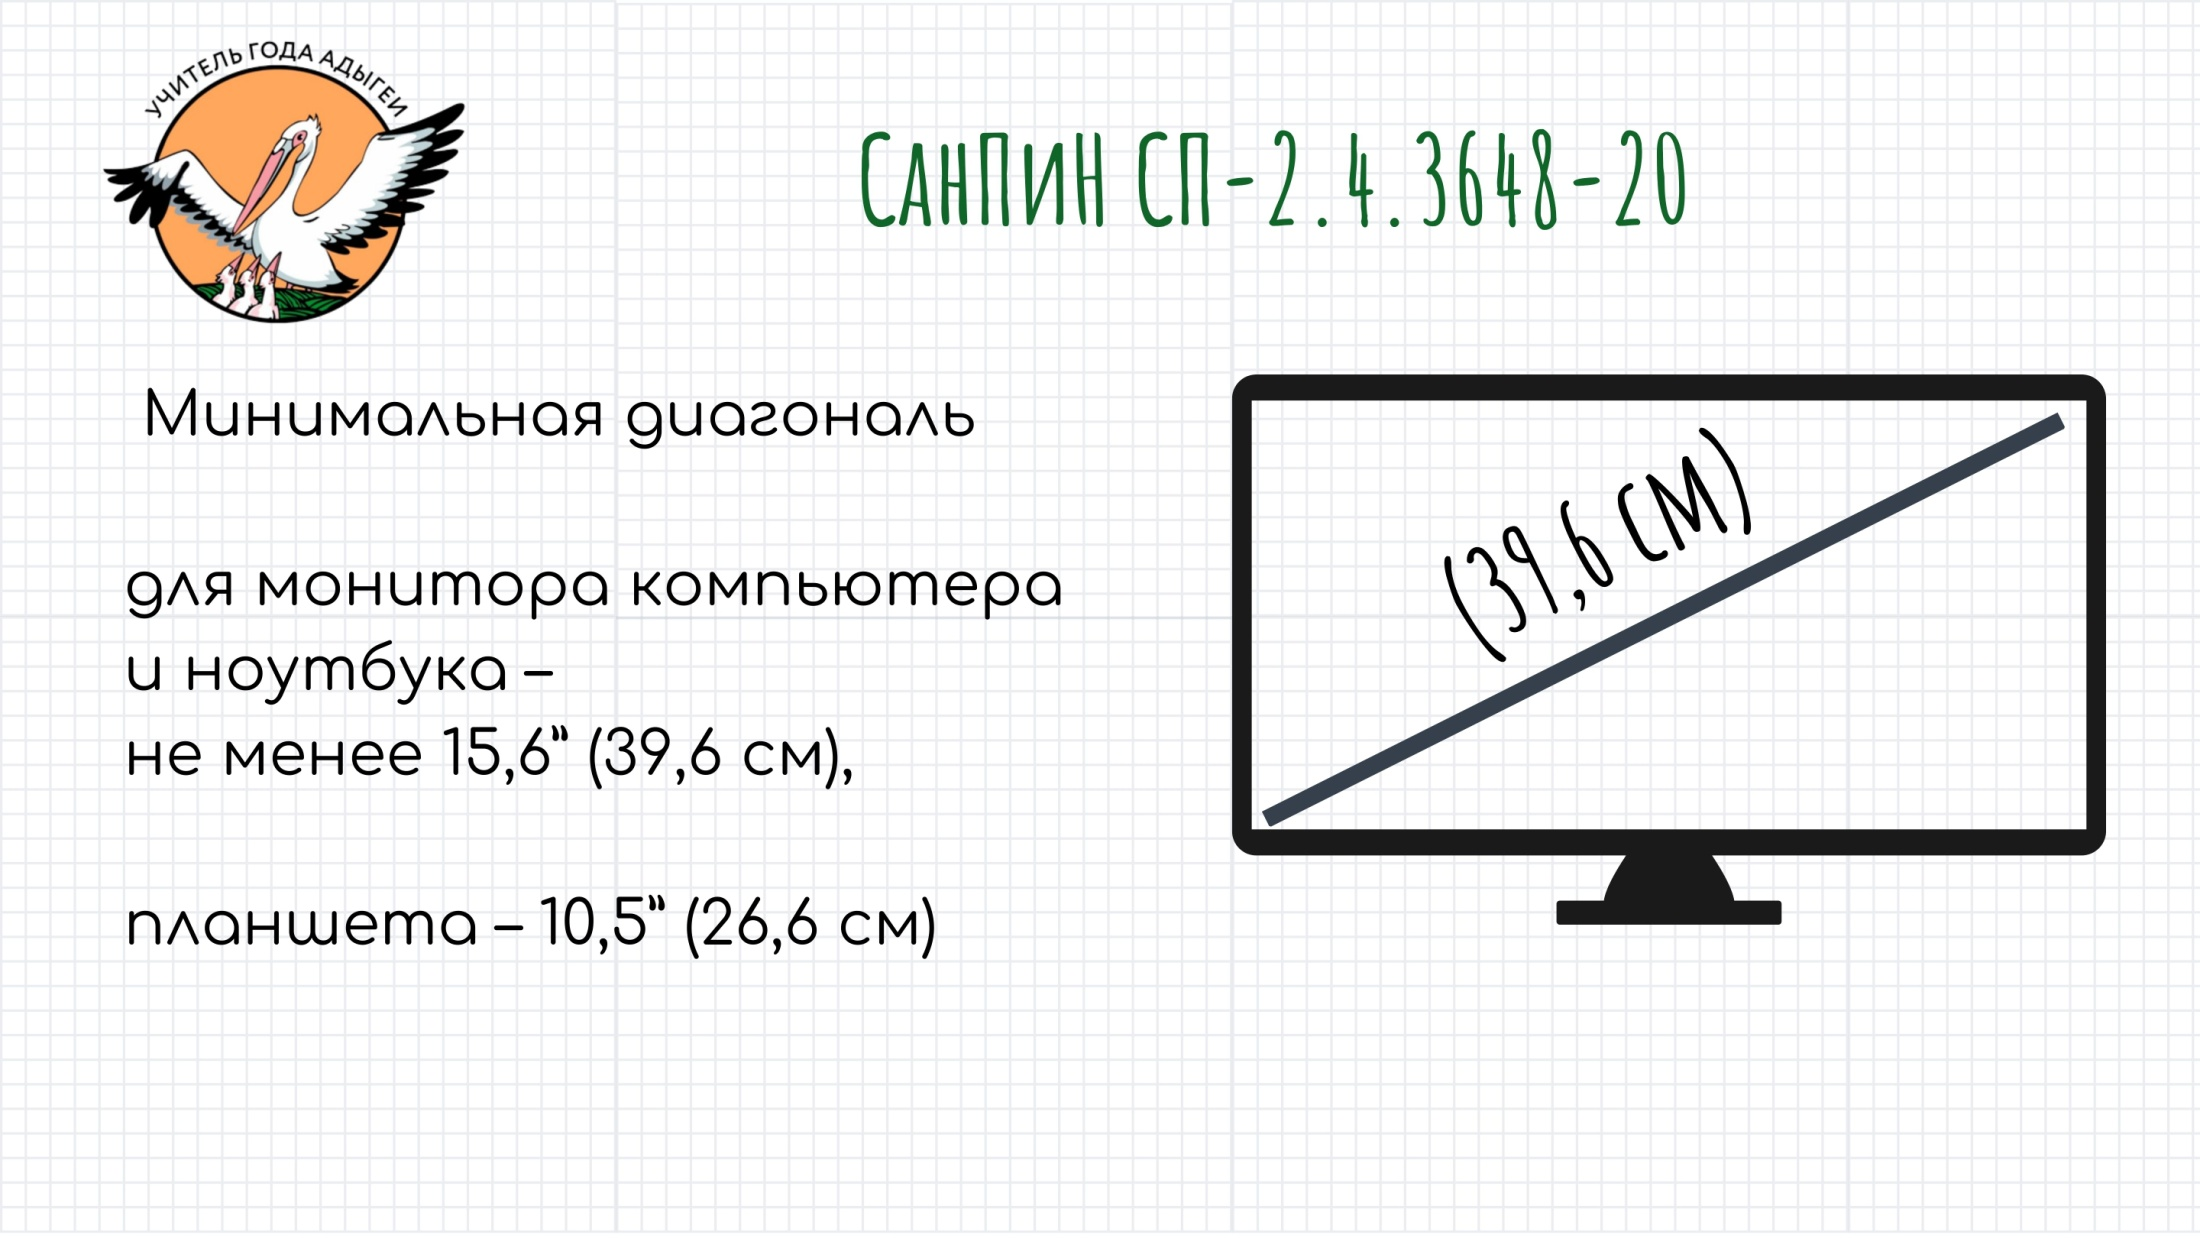 УЧИТЕЛЬ ГОДА АДЫГЕИ
САНПИН СП-2.4.3648-20
Минимальная диагональ
для монитора компьютера
и ноутбука –
не менее 15,6” (39,6 см),
планшета – 10,5” (26,6 см)
(39,6 СМ)